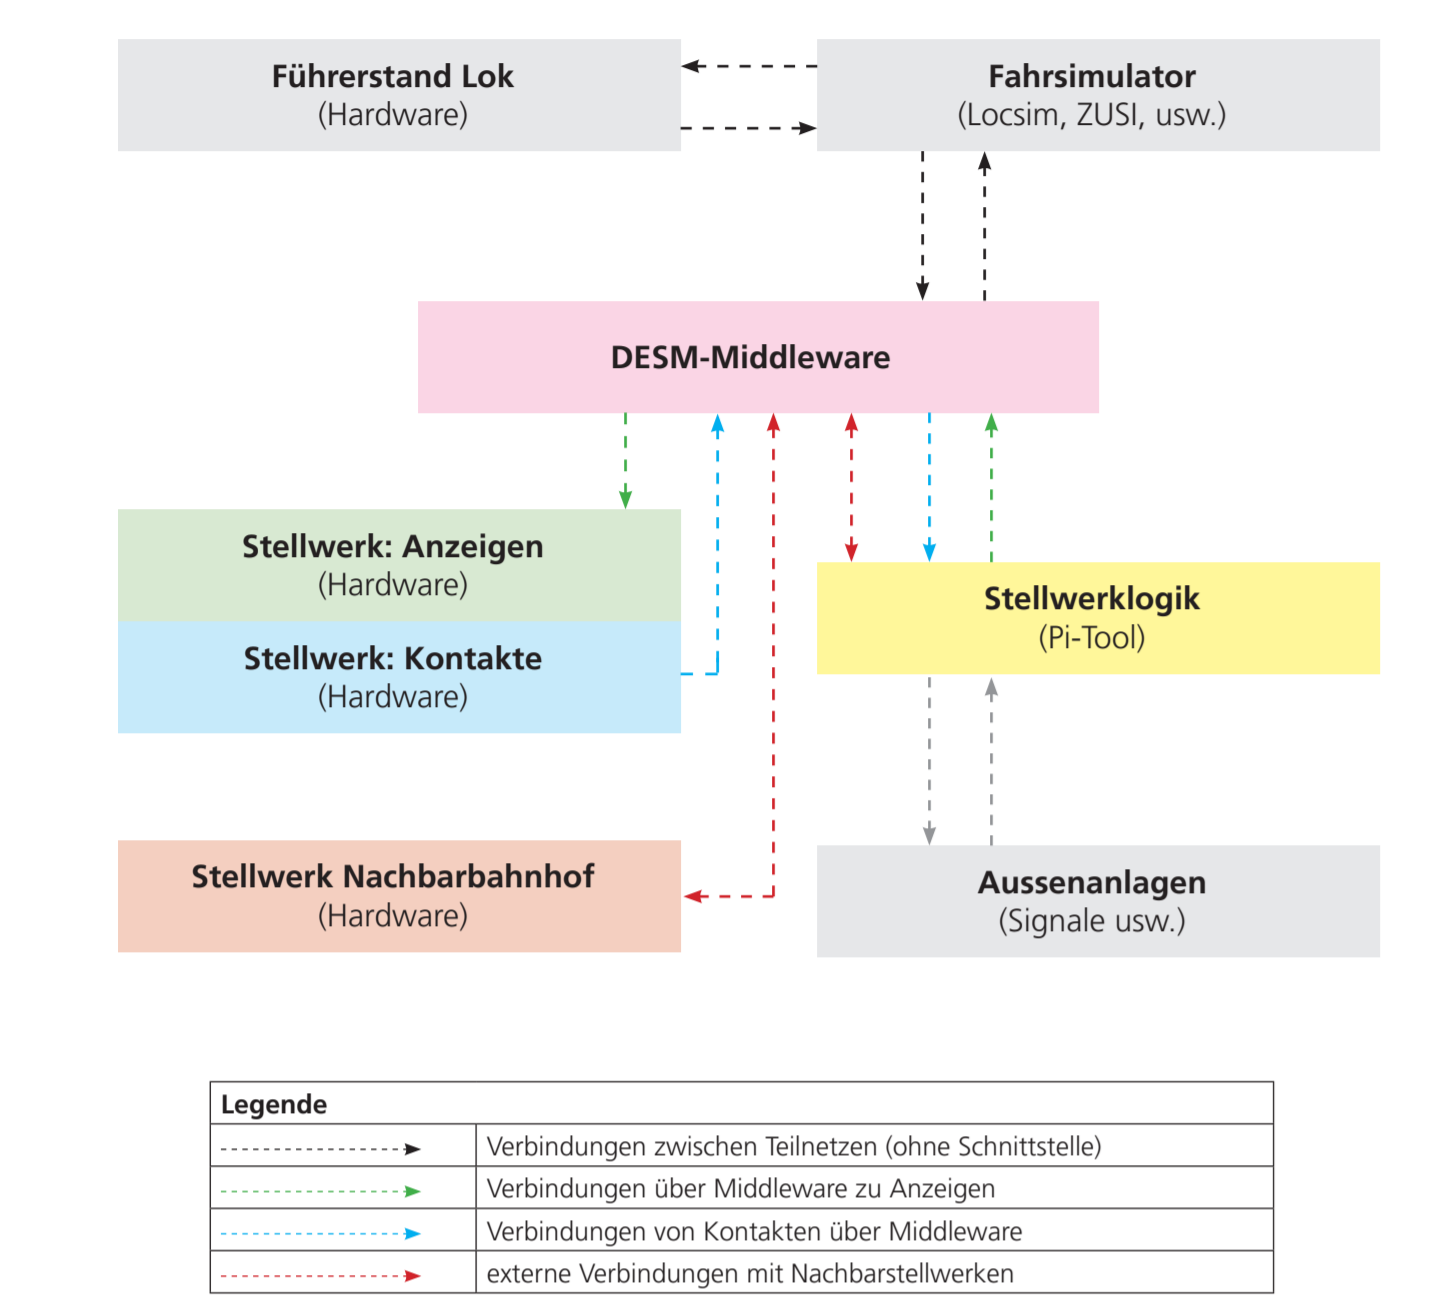 Führerstand Lok
(Hardware)
Fahrsimulator
(Locsim, ZUSI, usw.)
DESM-Middleware
Stellwerk: Anzeigen
(Hardware)
Stellwerk: Kontakte
(Hardware)
Stellwerklogik
(Pi-Tool)
Stellwerk Nachbarbahnhof
(Hardware)
Aussenanlagen
(Signale usw.)
Legende
Verbindungen zwischen Teilnetzen (ohne Schnittstelle)
Verbindungen über Middleware zu Anzeigen
Verbindungen von Kontakten über Middleware
externe Verbindungen mit Nachbarstellwerken